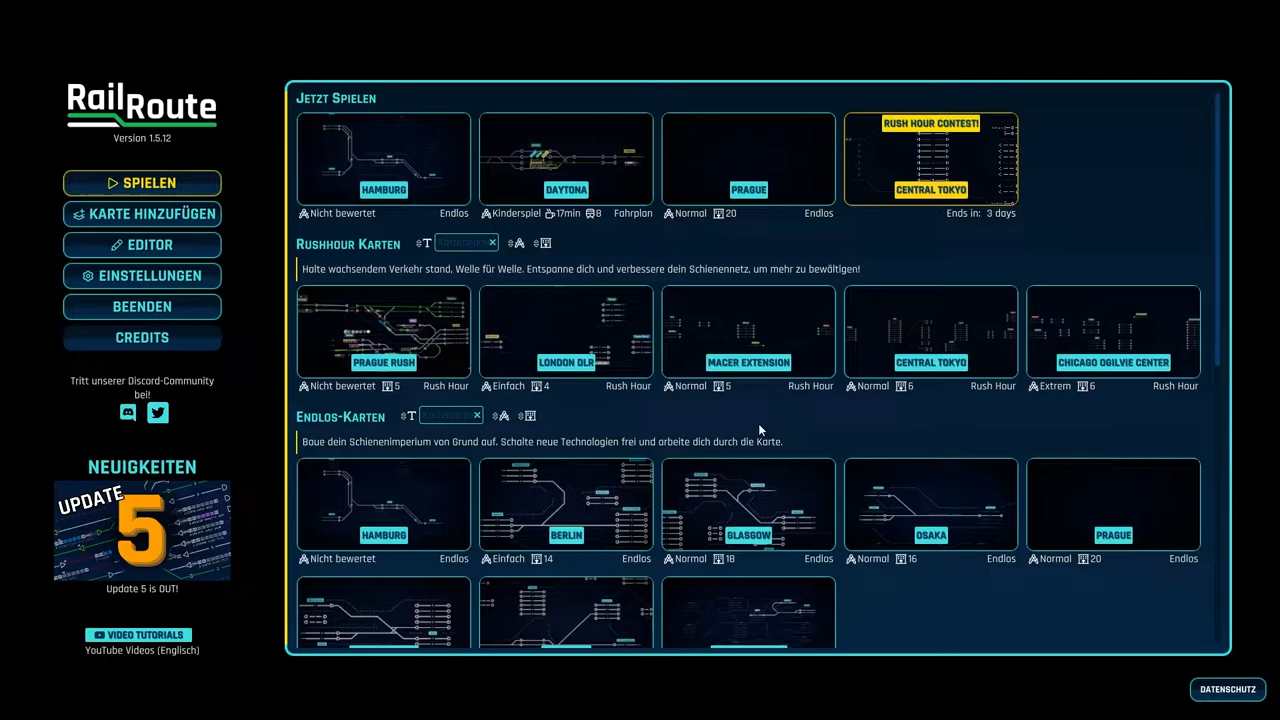 RailRoute
Version 1.5.12
SPIELEN
KARTE HINZUFÜGEN
EDITOR
EINSTELLUNGEN
BEENDEN
CREDITS
Tritt unserer Discord-Community
bei!
NEUIGKEITEN
UPDATE
5
Update 5 is OUT!
VIDEO TUTORIALS
YouTube Videos (Englisch)
JETZT SPIELEN
RUSH HOUR CONTEST!
HAMBURG DAYTONA PRAGUE CENTRAL TOKYO
Nicht bewertet Endlos Kinderspiel 17min 8 Fahrplan Normal 20 Endlos Ends in: 3 days
RUSHHOUR KARTEN T Kartenname ×
Halte wachsendem Verkehr stand, Welle für Welle. Entspanne dich und verbessere dein Schienennetz, um mehr zu bewältigen!
PRAGUE RUSH LONDON DLR MACER EXTENSION CENTRAL TOKYO CHICAGO OGILVIE CENTER
Nicht bewertet 5 Rush Hour Einfach 4 Rush Hour Normal 5 Rush Hour Normal 6 Rush Hour Extrem 6 Rush Hour
ENDLOS-KARTEN T Kartenname ×
Baue dein Schienenimperium von Grund auf. Schalte neue Technologien frei und arbeite dich durch die Karte.
HAMBURG BERLIN GLASGOW OSAKA PRAGUE
Nicht bewertet Endlos Einfach 14 Endlos Normal 18 Endlos Normal 16 Endlos Normal 20 Endlos
DATENSCHUTZ